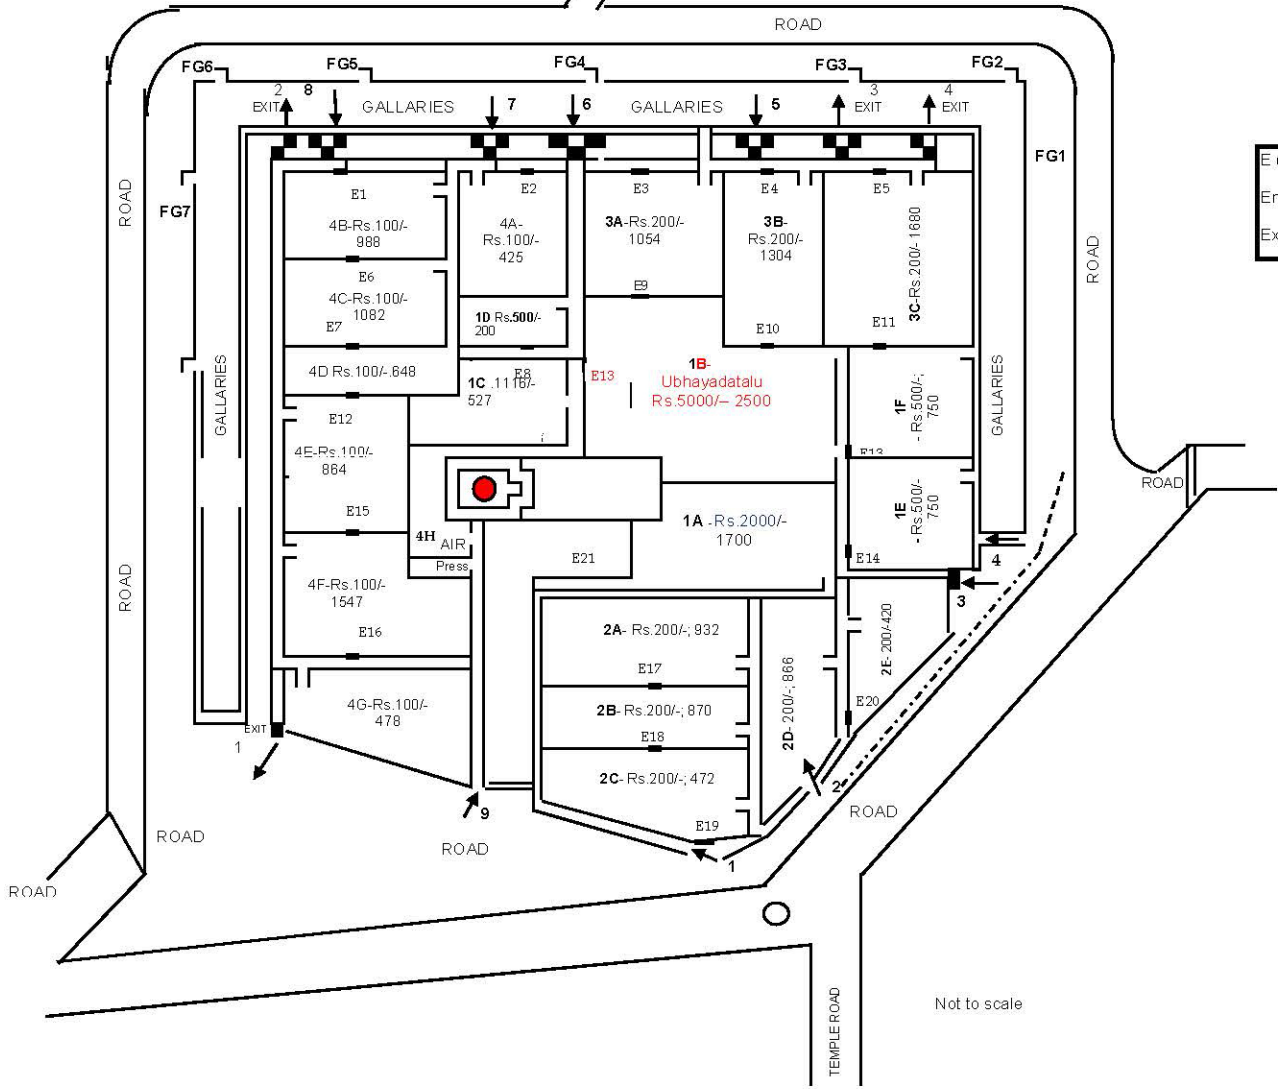 ROAD
FG6
FG5
FG4
FG3
FG2
2
8
EXIT
GALLARIES
7
6
GALLARIES
5
3
EXIT
4
EXIT
FG1
E
En
Ex
ROAD
FG7
E1
4B-Rs.100/-
988
E2
4A-
Rs.100/-
425
E3
3A-Rs.200/-
1054
E4
3B-
Rs.200/-
1304
E5
3C-Rs.200/- 1680
ROAD
E6
4C-Rs.100/-
1082
E7
E9
1D Rs.500/-
200
E10
E11
GALLARIES
4D Rs.100/-.648
E8
1C .1116/-
527
E13
1B-
Ubhayadatalu
Rs.5000/– 2500
1F
- Rs.500/-;
750
GALLARIES
E12
4E-Rs.100/-
864
E13
ROAD
1E
- Rs.500/-
750
E15
4H
AIR
Press
1A -Rs.2000/-
1700
E21
E14
4
3
ROAD
4F-Rs.100/-
1547
E16
2A- Rs.200/-; 932
E17
2B- Rs.200/-; 870
E18
2C- Rs.200/-; 472
E19
2D- 200/-; 866
2E- 200/-420
E20
4G-Rs.100/-
478
EXIT
1
2
9
1
ROAD
ROAD
ROAD
ROAD
TEMPLE ROAD
Not to scale